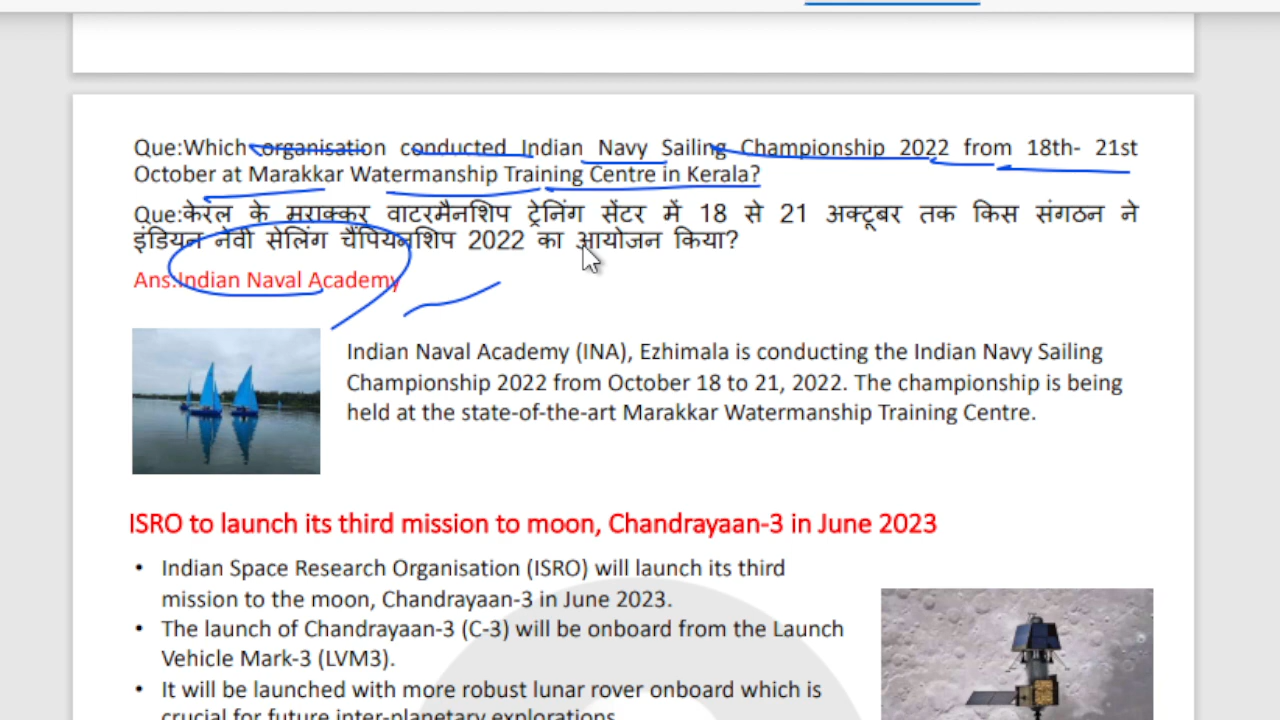 Que:Which organisation conducted Indian Navy Sailing Championship 2022 from 18th- 21st
October at Marakkar Watermanship Training Centre in Kerala?
Que:केरल के मराक्कर वाटरमैनशिप ट्रेनिंग सेंटर में 18 से 21 अक्टूबर तक किस संगठन ने
इंडियन नेवी सेलिंग चैंपियनशिप 2022 का आयोजन किया?
Ans:Indian Naval Academy
Indian Naval Academy (INA), Ezhimala is conducting the Indian Navy Sailing
Championship 2022 from October 18 to 21, 2022. The championship is being
held at the state-of-the-art Marakkar Watermanship Training Centre.
ISRO to launch its third mission to moon, Chandrayaan-3 in June 2023
• Indian Space Research Organisation (ISRO) will launch its third
mission to the moon, Chandrayaan-3 in June 2023.
• The launch of Chandrayaan-3 (C-3) will be onboard from the Launch
Vehicle Mark-3 (LVM3).
• It will be launched with more robust lunar rover onboard which is
crucial for future inter-planetary explorations.